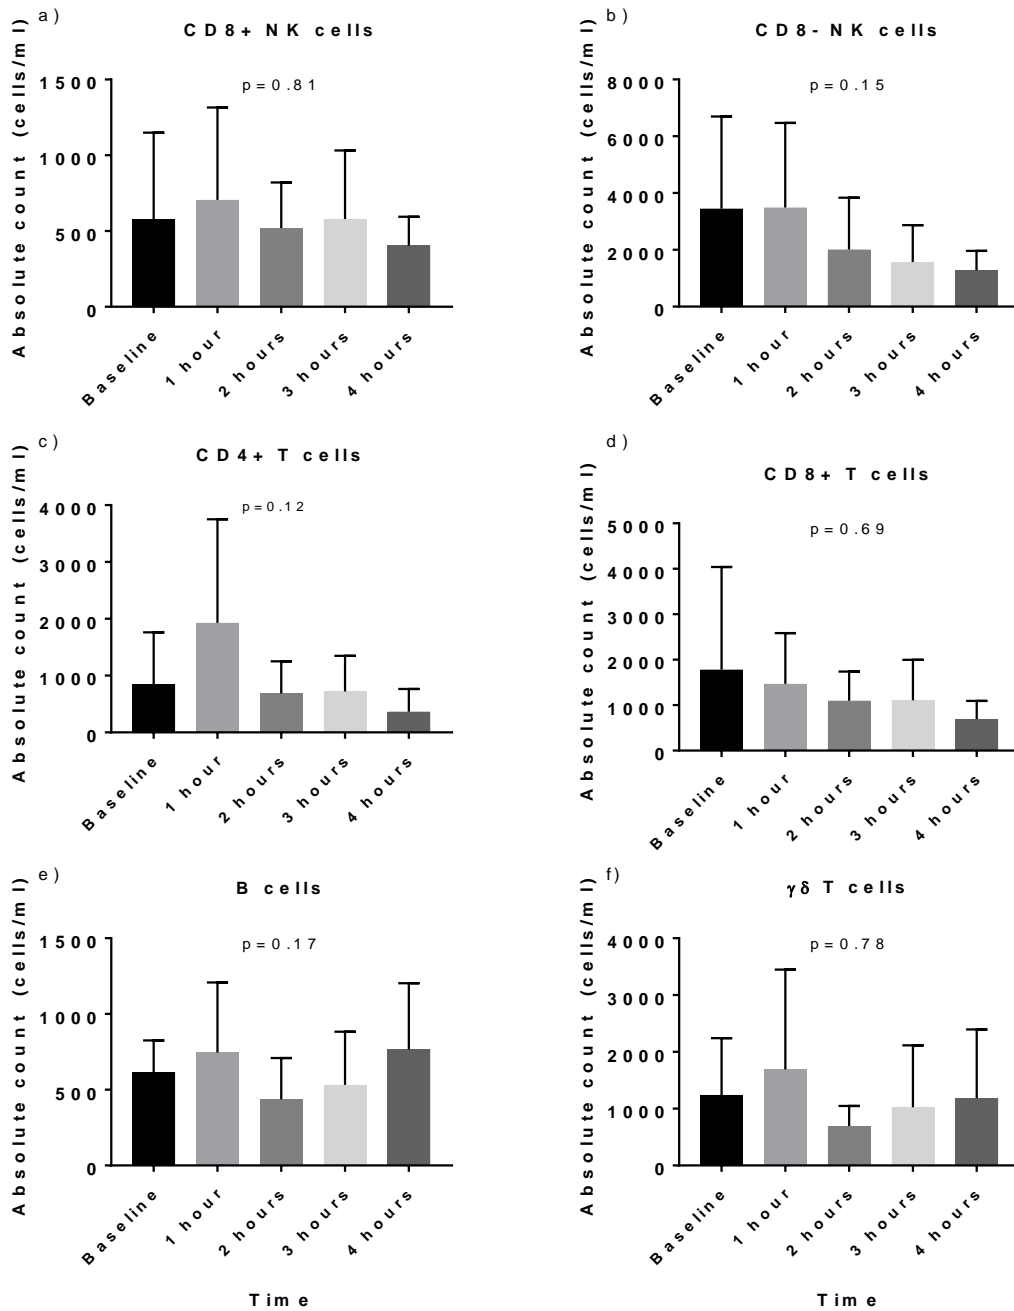 a)
CD8+ NK cells
p=0.81
Absolute count (cells/ml)
1500
1000
500
0
Baseline
1 hour
2 hours
3 hours
4 hours
b)
CD8- NK cells
p=0.15
Absolute count (cells/ml)
8000
6000
4000
2000
0
Baseline
1 hour
2 hours
3 hours
4 hours
c)
CD4+ T cells
p=0.12
Absolute count (cells/ml)
4000
3000
2000
1000
0
Baseline
1 hour
2 hours
3 hours
4 hours
d)
CD8+ T cells
p=0.69
Absolute count (cells/ml)
5000
4000
3000
2000
1000
0
Baseline
1 hour
2 hours
3 hours
4 hours
e)
B cells
p=0.17
Absolute count (cells/ml)
1500
1000
500
0
Baseline
1 hour
2 hours
3 hours
4 hours
Time
f)
γδ T cells
p=0.78
Absolute count (cells/ml)
4000
3000
2000
1000
0
Baseline
1 hour
2 hours
3 hours
4 hours
Time